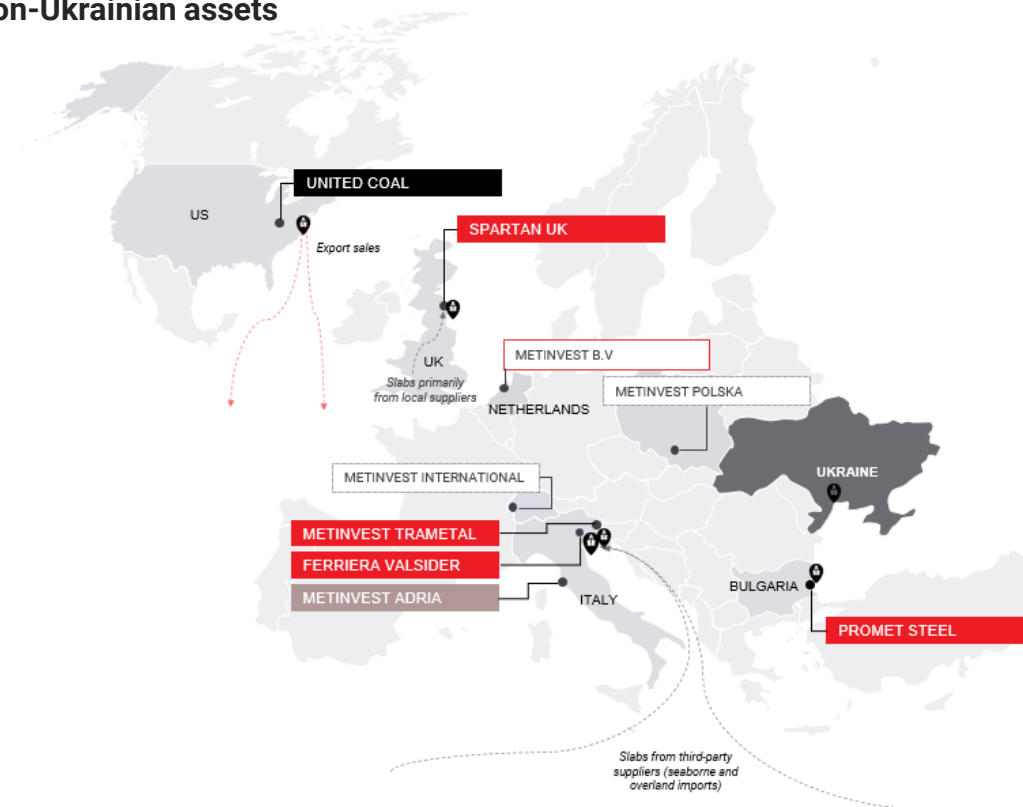 on-Ukrainian assets
UNITED COAL
US
SPARTAN UK
Export sales
METINVEST B.V
UK
Slabs primarily
from local suppliers
METINVEST POLSKA
NETHERLANDS
UKRAINE
METINVEST INTERNATIONAL
METINVEST TRAMETAL
FERRIERA VALSIDER
METINVEST ADRIA
ITALY
BULGARIA
PROMET STEEL
Slabs from third-party
suppliers (seaborne and
overland imports)